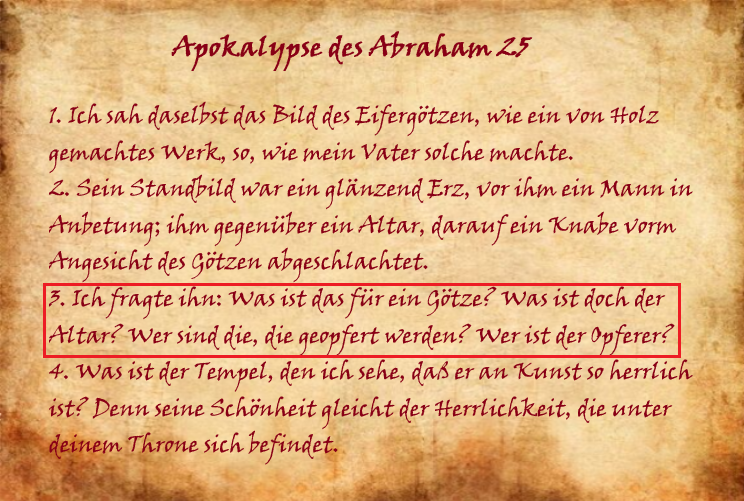 Apokalypse des Abraham 25
1. Ich sah daselbst das Bild des Eifergötzen, wie ein von Holz
gemachtes Werk, so, wie mein Vater solche machte.
2. Sein Standbild war ein glänzend Erz, vor ihm ein Mann in
Anbetung; ihm gegenüber ein Altar, darauf ein Knabe vorm
Angesicht des Götzen abgeschlachtet.
3. Ich fragte ihn: Was ist das für ein Götze? Was ist doch der
Altar? Wer sind die, die geopfert werden? Wer ist der Opferer?
4. Was ist der Tempel, den ich sehe, daß er an Kunst so herrlich
ist? Denn seine Schönheit gleicht der Herrlichkeit, die unter
deinem Throne sich befindet.